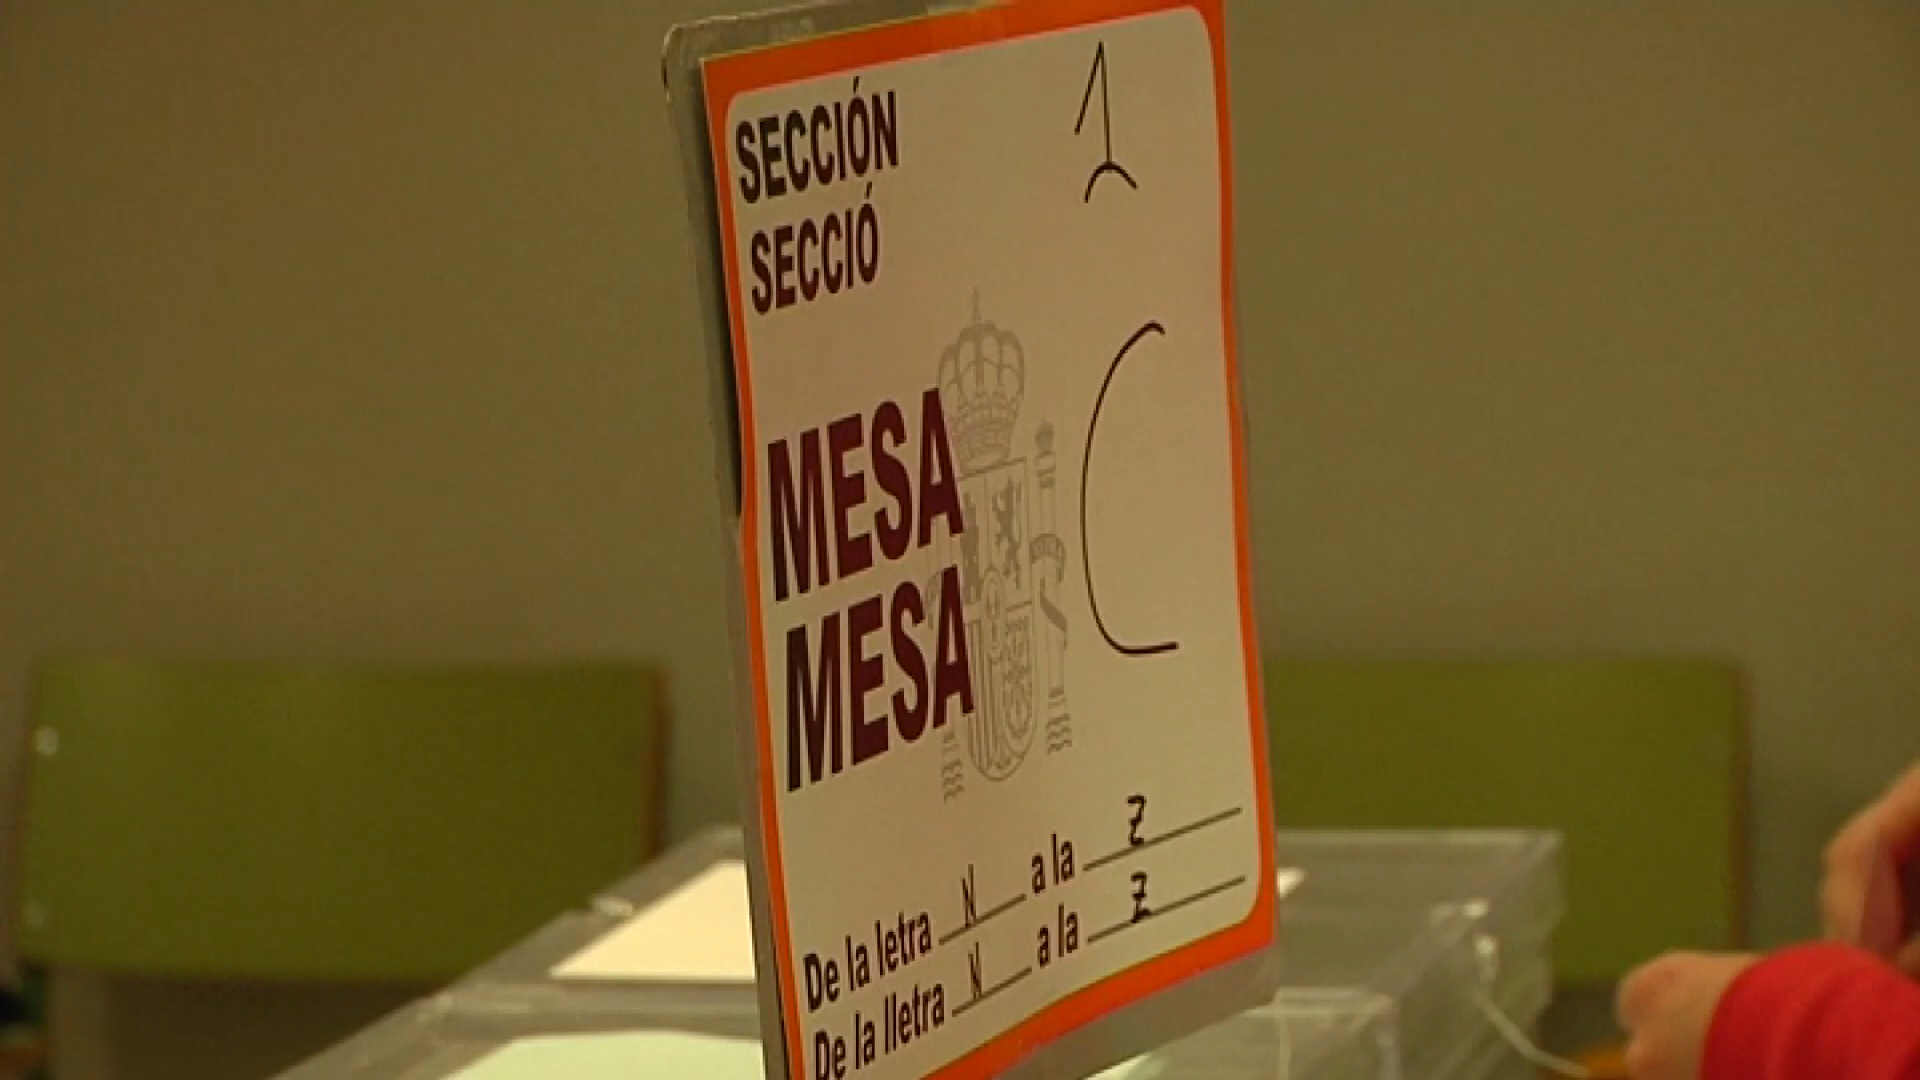 SECCIÓN 1
SECCIÓ
MESA C
MESA
De la letra N a la Z
De la lletra N a la Z